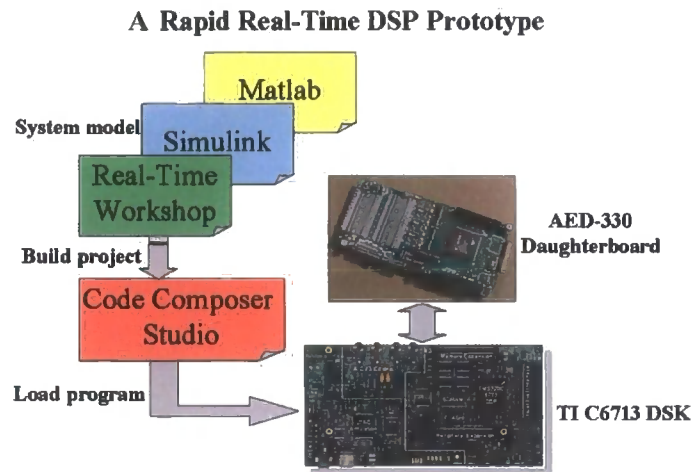 A Rapid Real-Time DSP Prototype
Matlab
System model
Simulink
Real-Time
Workshop
Build project
AED-330
Daughterboard
Code Composer
Studio
Load program
TI C6713 DSK